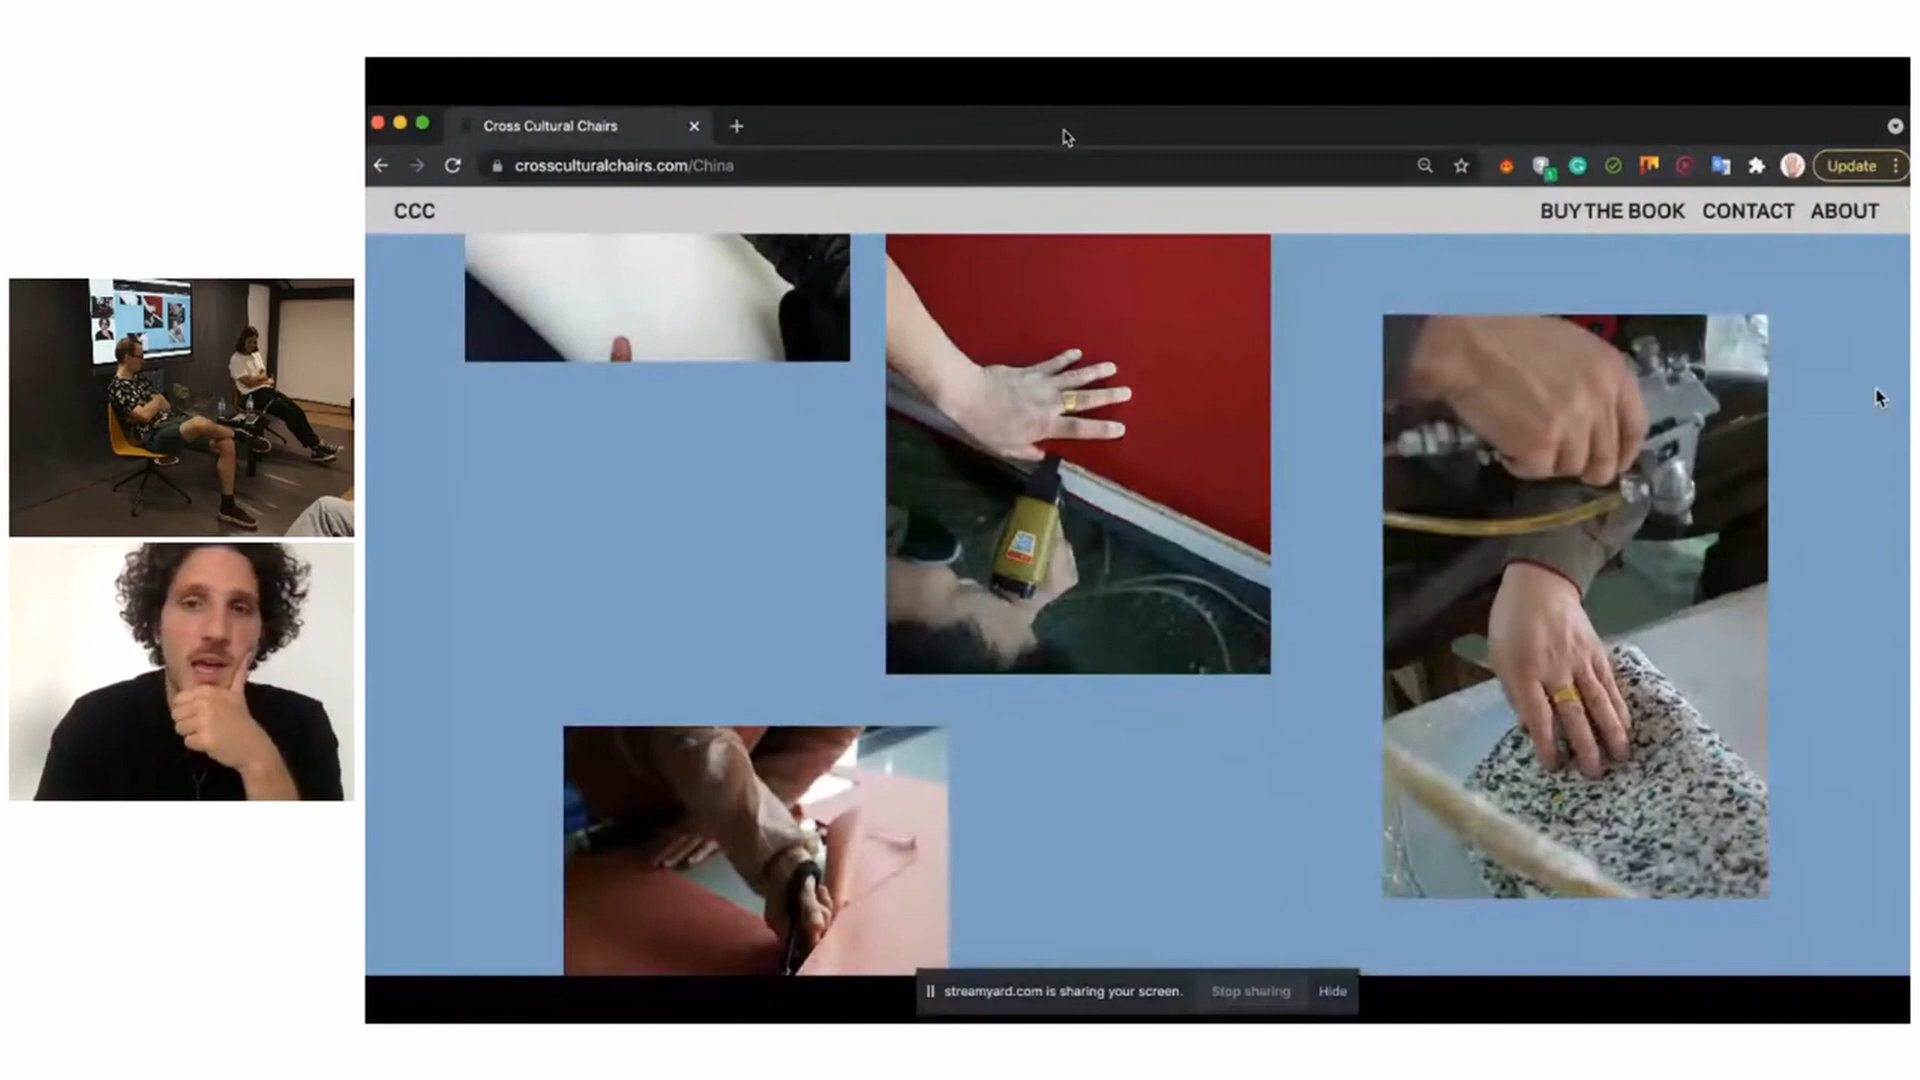 Cross Cultural Chairs
crossculturalchairs.com/China
Update
CCC
BUY THE BOOK CONTACT ABOUT
streamyard.com is sharing your screen. Stop sharing Hide